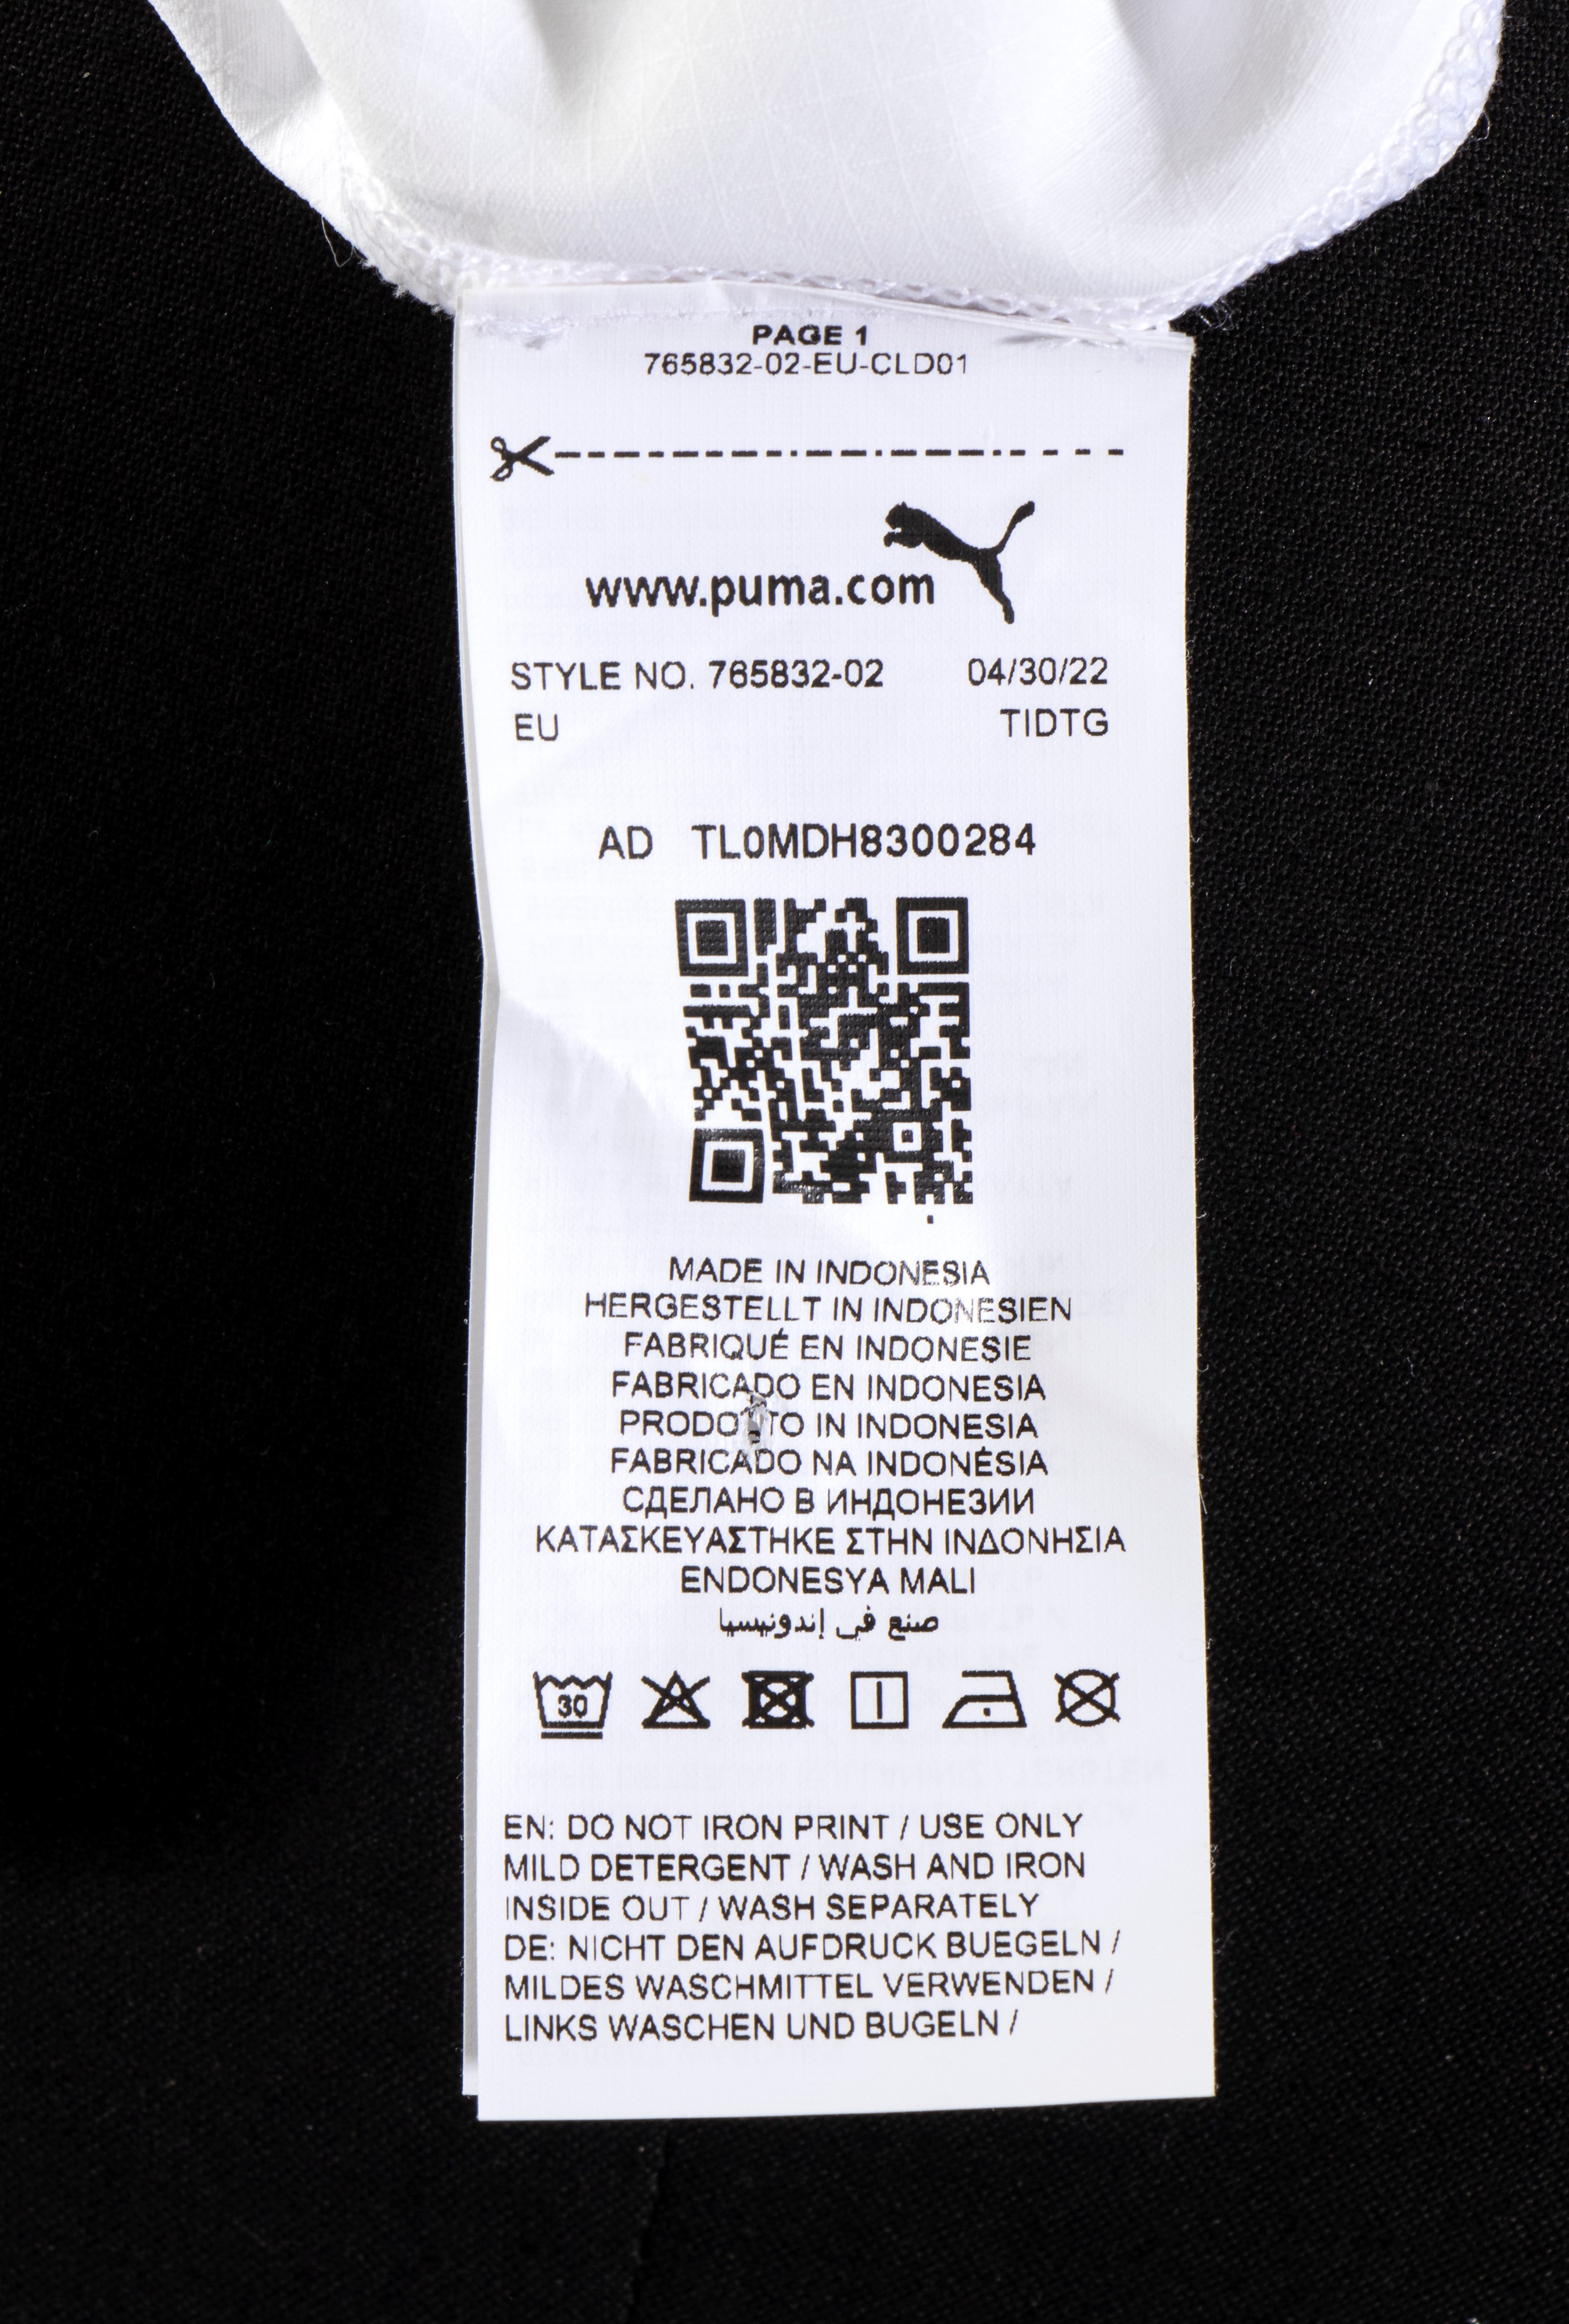 PAGE 1
765832-02-EU-CLD01
www.puma.com
STYLE NO. 765832-02 04/30/22
EU TIDTG
AD TL0MDH8300284
MADE IN INDONESIA
HERGESTELLT IN INDONESIEN
FABRIQUÉ EN INDONESIE
FABRICADO EN INDONESIA
PRODOTTO IN INDONESIA
FABRICADO NA INDONÉSIA
СДЕЛАНО В ИНДОНЕЗИИ
ΚΑΤΑΣΚΕΥΑΣΤΗΚΕ ΣΤΗΝ ΙΝΔΟΝΗΣΙΑ
ENDONESYA MALI
صنع في إندونيسيا
30
EN: DO NOT IRON PRINT / USE ONLY
MILD DETERGENT / WASH AND IRON
INSIDE OUT / WASH SEPARATELY
DE: NICHT DEN AUFDRUCK BUEGELN /
MILDES WASCHMITTEL VERWENDEN /
LINKS WASCHEN UND BUGELN /